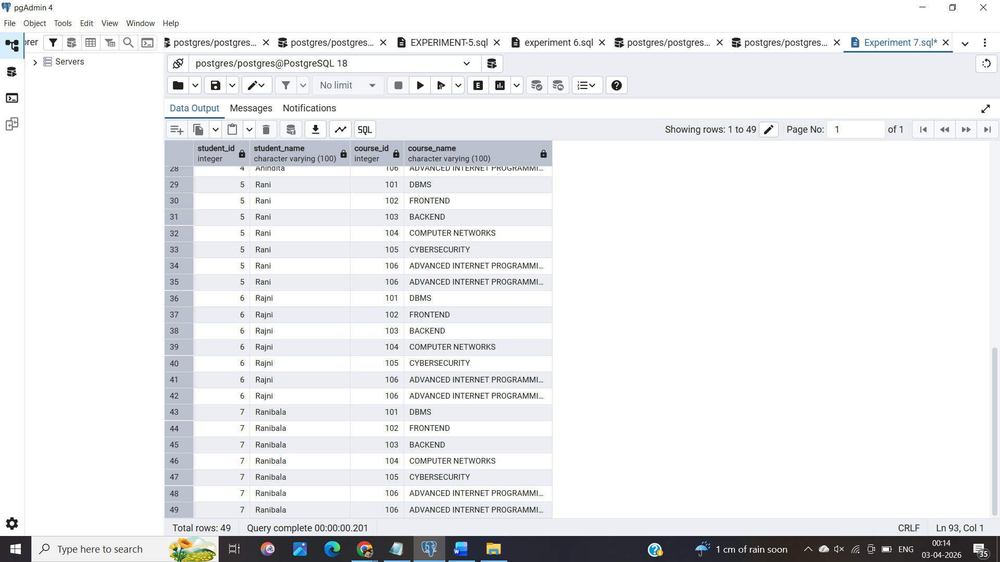 pgAdmin 4
File Object Tools Edit View Window Help
orer postgres/postgres... postgres/postgres... EXPERIMENT-5.sql experiment 6.sql postgres/postgres... postgres/postgres... Experiment 7.sql*
Servers
postgres/postgres@PostgreSQL 18
No limit E
Data Output Messages Notifications
SQL Showing rows: 1 to 49 Page No: 1 of 1
student_id student_name course_id course_name
integer character varying (100) integer character varying (100)
28 4 Anindita 106 ADVANCED INTERNET PROGRAMMI...
29 5 Rani 101 DBMS
30 5 Rani 102 FRONTEND
31 5 Rani 103 BACKEND
32 5 Rani 104 COMPUTER NETWORKS
33 5 Rani 105 CYBERSECURITY
34 5 Rani 106 ADVANCED INTERNET PROGRAMMI...
35 5 Rani 106 ADVANCED INTERNET PROGRAMMI...
36 6 Rajni 101 DBMS
37 6 Rajni 102 FRONTEND
38 6 Rajni 103 BACKEND
39 6 Rajni 104 COMPUTER NETWORKS
40 6 Rajni 105 CYBERSECURITY
41 6 Rajni 106 ADVANCED INTERNET PROGRAMMI...
42 6 Rajni 106 ADVANCED INTERNET PROGRAMMI...
43 7 Ranibala 101 DBMS
44 7 Ranibala 102 FRONTEND
45 7 Ranibala 103 BACKEND
46 7 Ranibala 104 COMPUTER NETWORKS
47 7 Ranibala 105 CYBERSECURITY
48 7 Ranibala 106 ADVANCED INTERNET PROGRAMMI...
49 7 Ranibala 106 ADVANCED INTERNET PROGRAMMI...
Total rows: 49 Query complete 00:00:00.201 CRLF Ln 93, Col 1
Type here to search 1 cm of rain soon ENG 00:14
03-04-2026 35